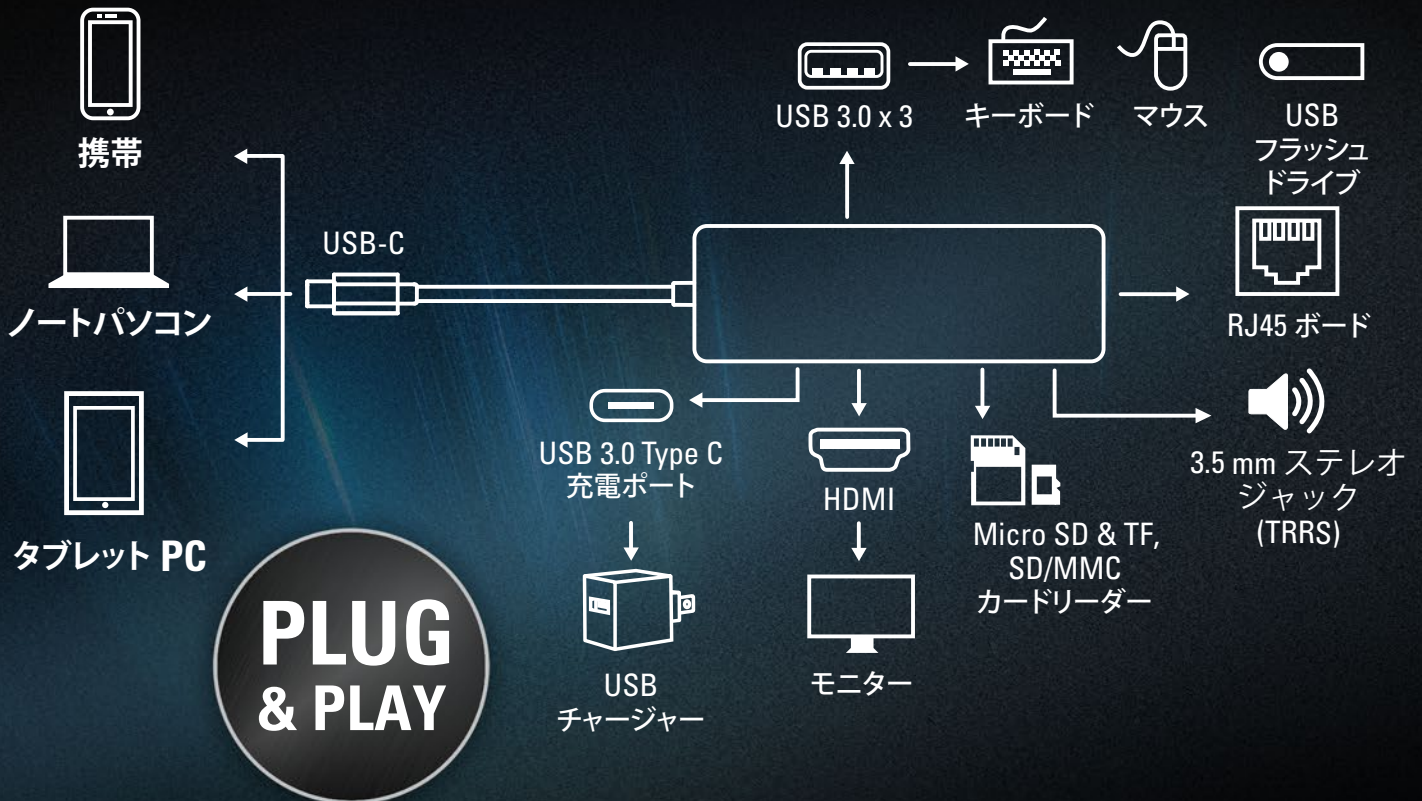 携帯
ノートパソコン
タブレット PC
USB-C
USB 3.0 x 3
キーボード
マウス
USB
フラッシュ
ドライブ
RJ45 ボード
3.5 mm ステレオ
ジャック
(TRRS)
USB 3.0 Type C
充電ポート
USB
チャージャー
HDMI
モニター
Micro SD & TF,
SD/MMC
カードリーダー
PLUG
& PLAY